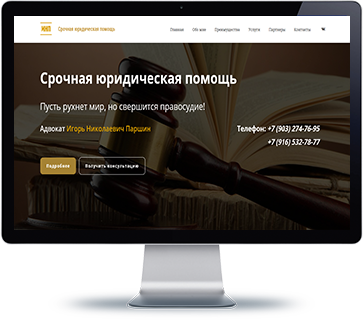 Срочная юридическая помощь
Главная Обо мне Преимущества Услуги Партнеры Контакты
Срочная юридическая помощь
Пусть рухнет мир, но свершится правосудие!
Адвокат Игорь Николаевич Паршин
Телефон: +7 (903) 274-76-95
+7 (916) 532-78-77
Подробнее Получить консультацию